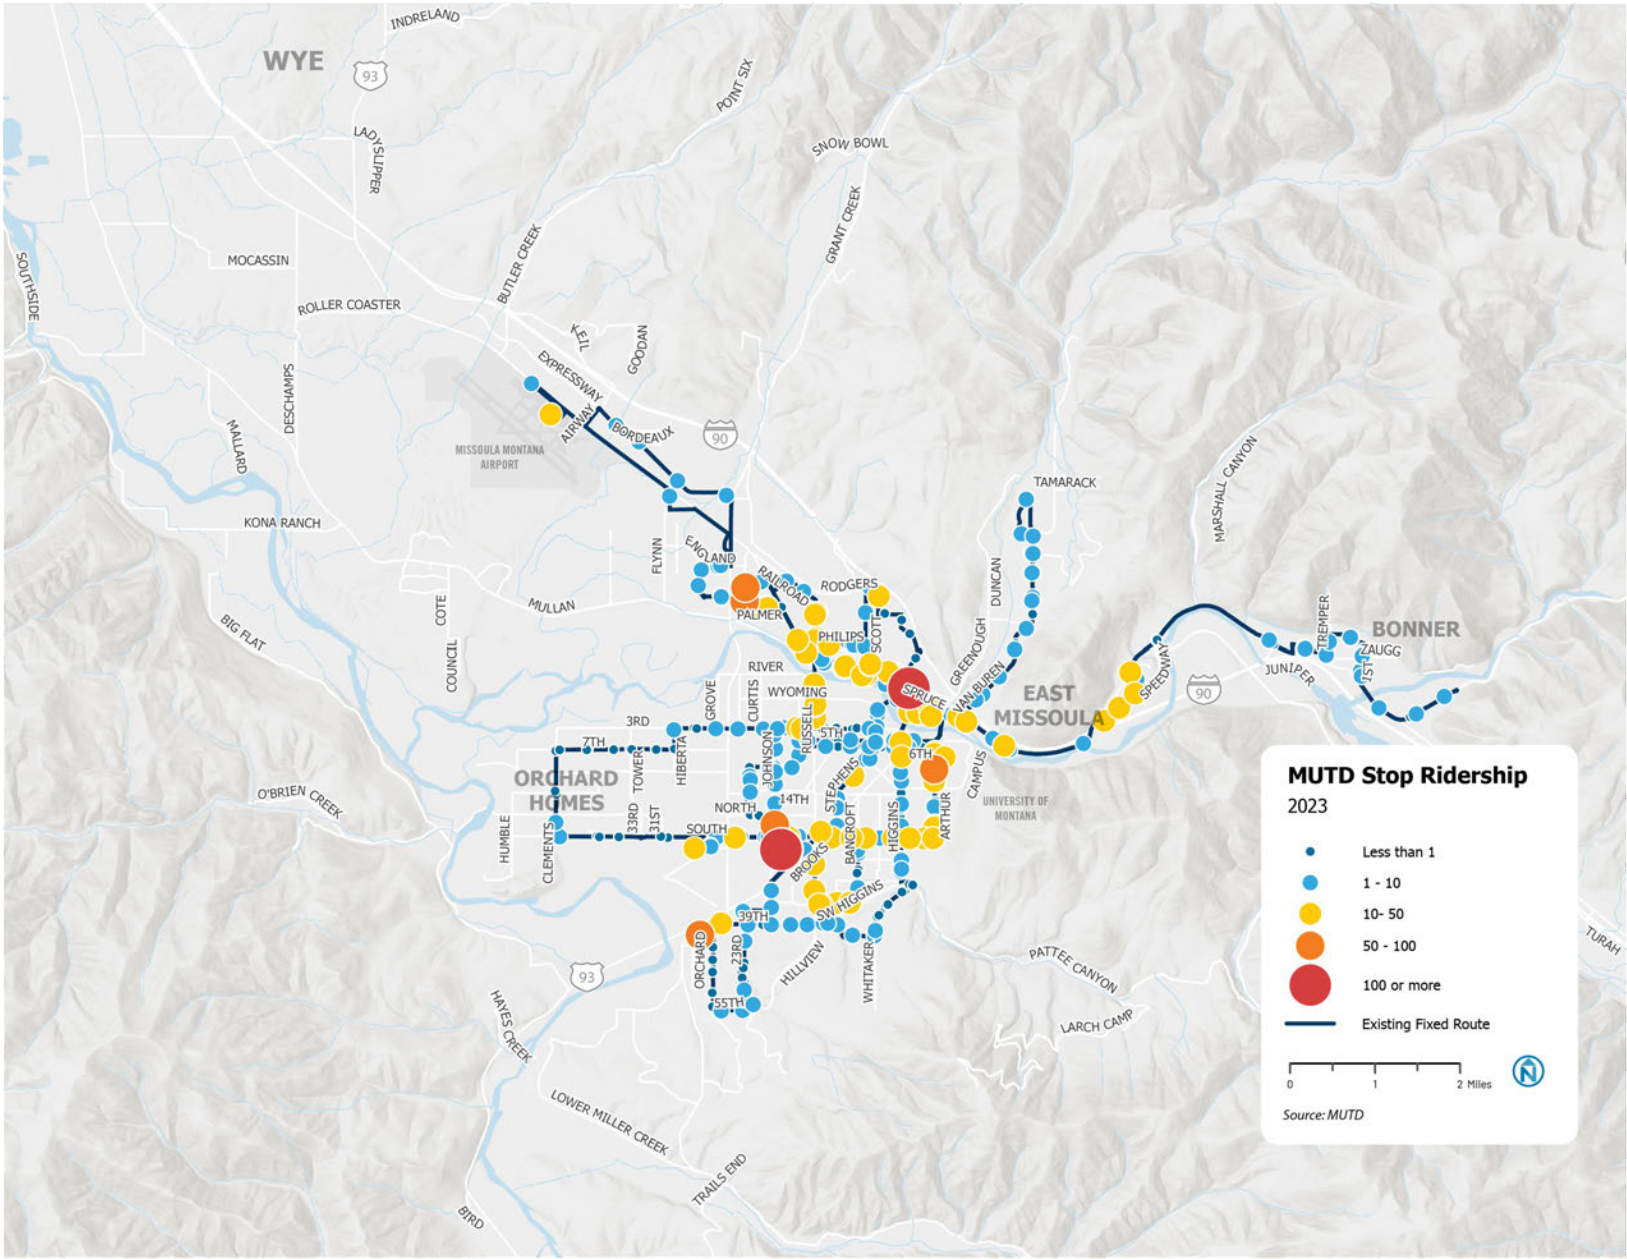 INDRELAND
WYE
93
POINT SIX
LADYSLIPPER
SNOW BOWL
GRANT CREEK
BUTLER CREEK
MOCASSIN
SOUTHSIDE
ROLLER COASTER
KEIL
GOODAN
EXPRESSWAY
DESCHAMPS
AIRWAY
BORDEAUX
90
MALLARD
MISSOULA MONTANA
AIRPORT
MARSHALL CANYON
TAMARACK
KONA RANCH
FLYNN
ENGLAND
RAILROAD
RODGERS
DUNCAN
COTE
MULLAN
PALMER
PHILIPS
SCOTT
GREENOUGH
BIG FLAT
COUNCIL
RIVER
TREMPER
BONNER
ZAUGG
1ST
JUNIPER
SPEEDWAY
90
GROVE
CURTIS
WYOMING
SPRUCE
VAN BUREN
EAST
MISSOULA
3RD
RUSSELL
5TH
7TH
TOWER
HIBERTA
JOHNSON
6TH
CAMPUS
ORCHARD
HOMES
STEPHENS
O'BRIEN CREEK
NORTH
14TH
UNIVERSITY OF
MONTANA
HUMBLE
CLEMENTS
33RD
31ST
SOUTH
BROOKS
BANCROFT
HIGGINS
ARTHUR
SW HIGGINS
39TH
ORCHARD
23RD
HILLVIEW
WHITAKER
PATTEE CANYON
TURAH
93
55TH
HAYES CREEK
LARCH CAMP
LOWER MILLER CREEK
TRAILS END
BIRD
MUTD Stop Ridership
2023
Less than 1
1 - 10
10- 50
50 - 100
100 or more
Existing Fixed Route
0 1 2 Miles
N
Source: MUTD